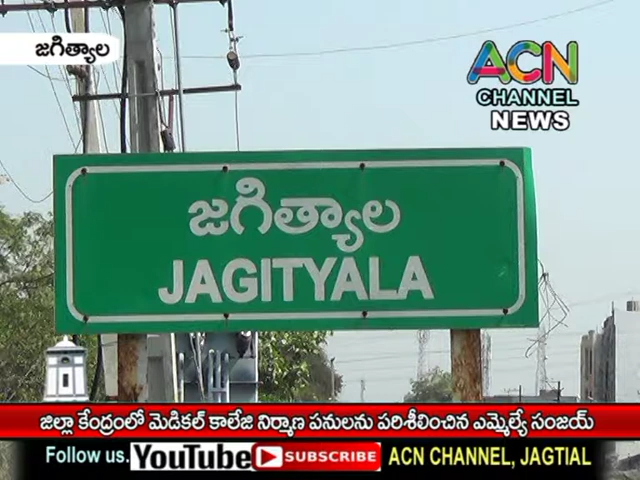 జగిత్యాల
ACN
CHANNEL
NEWS
జగిత్యాల
JAGITYALA
జిల్లా కేంద్రంలో మెడికల్ కాలేజి నిర్మాణ పనులను పరిశీలించిన ఎమ్మెల్యే సంజయ్
Follow us. YouTube SUBSCRIBE ACN CHANNEL, JAGTIAL